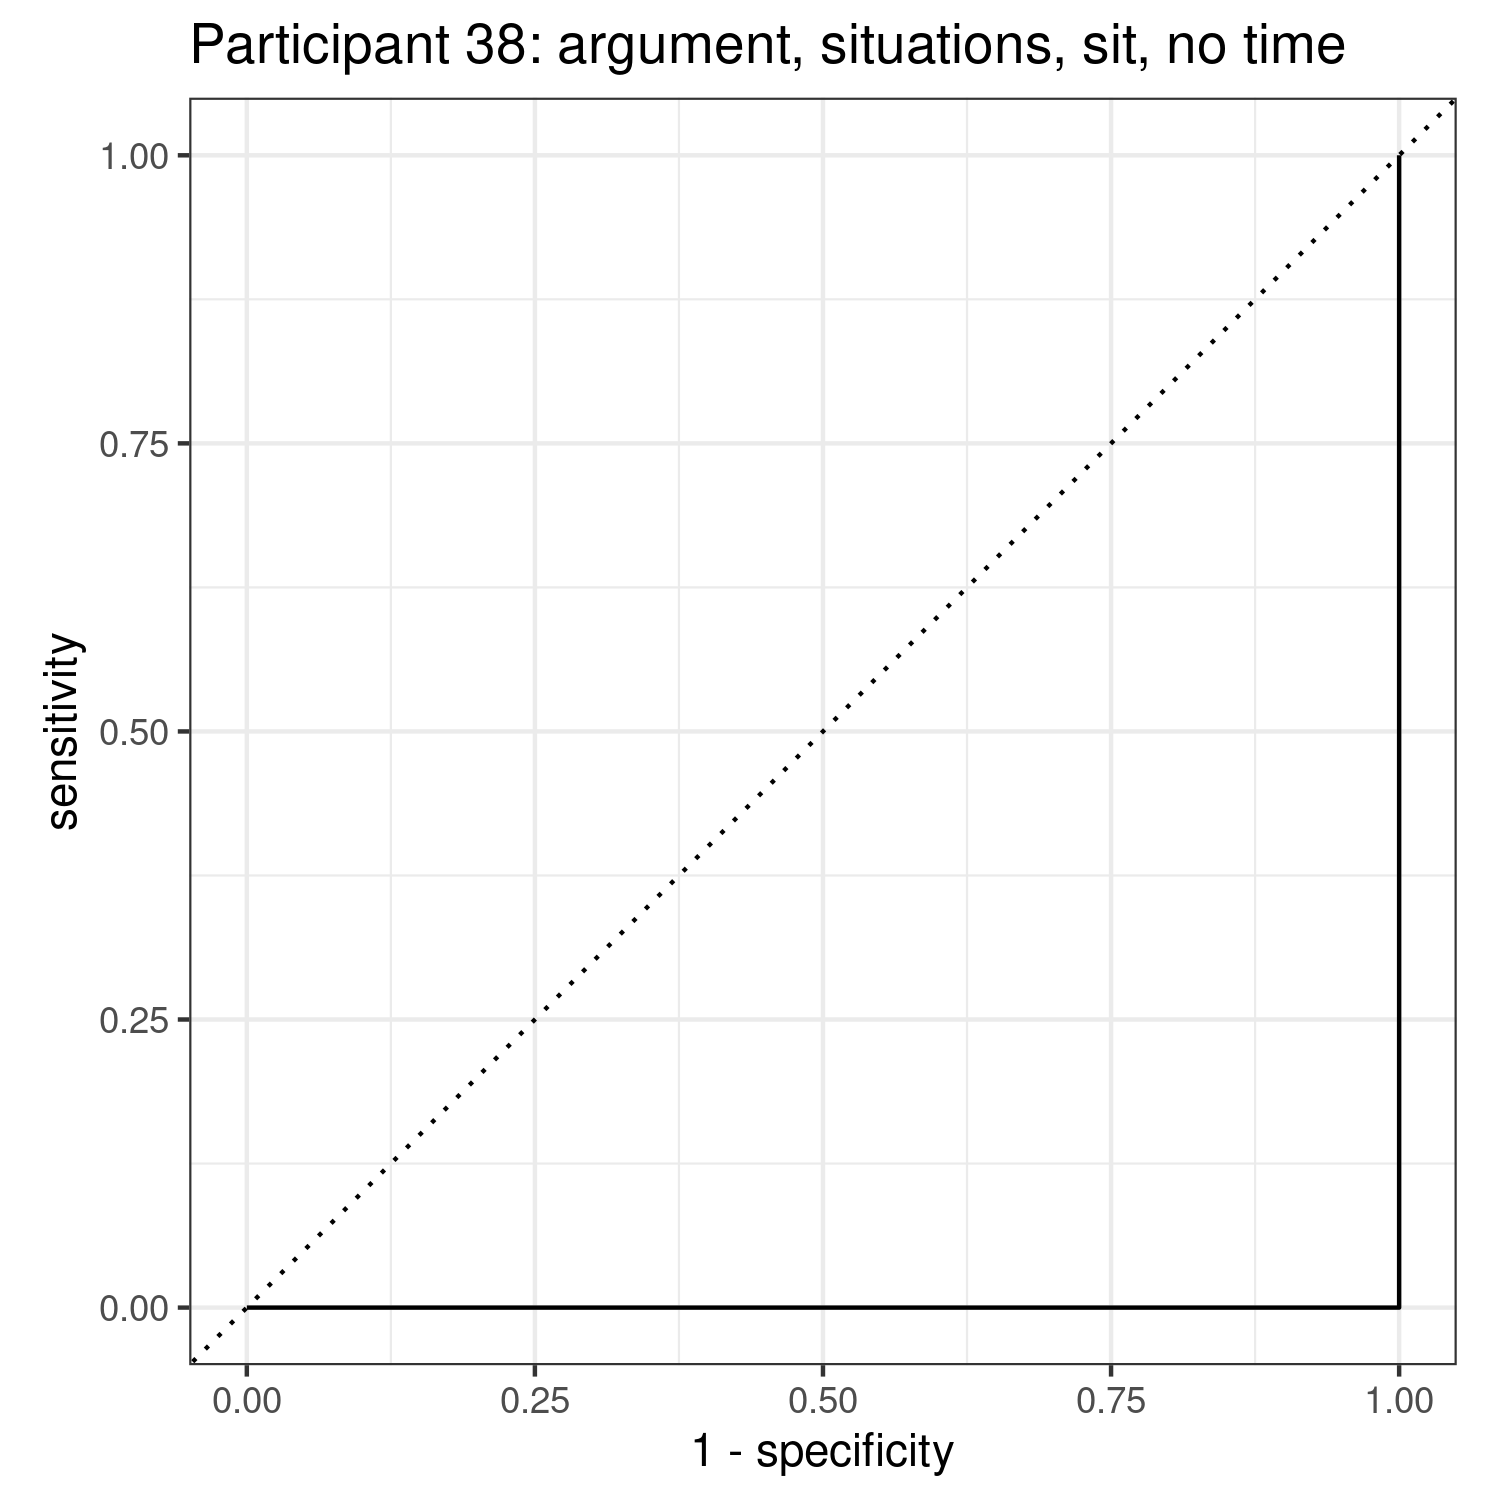 Participant 38: argument, situations, sit, no time
1.00
0.75
0.50
0.25
0.00
sensitivity
0.00 0.25 0.50 0.75 1.00
1 - specificity